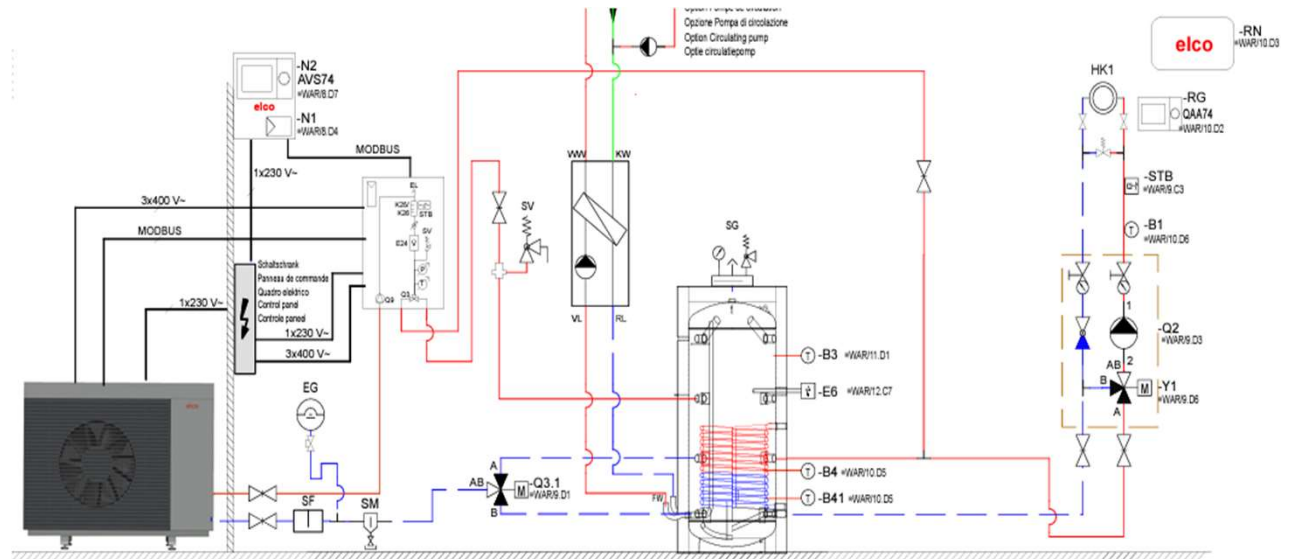 Opzione Pompa di circolazione
Option Circulating pump
Optie circulatiepomp
elco
-RN
=WAR/10.D3
-N2
AVS74
=WAR/8.D7
elco
-N1
=WAR/8.D4
HK1
-RG
QAA74
=WAR/10.D2
MODBUS
1x230 V~
WW
KW
EL
K25/
K26
STB
SV
E24
P
T
Q9
Q3
3x400 V~
MODBUS
SV
SG
-STB
=WAR/9.C3
T
-B1
=WAR/10.D6
Schaltschrank
Panneau de commande
Quadro elektrico
Control panel
Controle paneel
1x230 V~
1x230 V~
3x400 V~
VL
RL
1
-Q2
=WAR/9.D3
2
AB
B
M
-Y1
=WAR/9.D6
A
T
-B3
=WAR/11.D1
-E6
=WAR/12.C7
EG
elco
A
AB
M
-Q3.1
=WAR/9.D1
B
T
-B4
=WAR/10.D5
T
-B41
=WAR/10.D5
FW
SF
SM